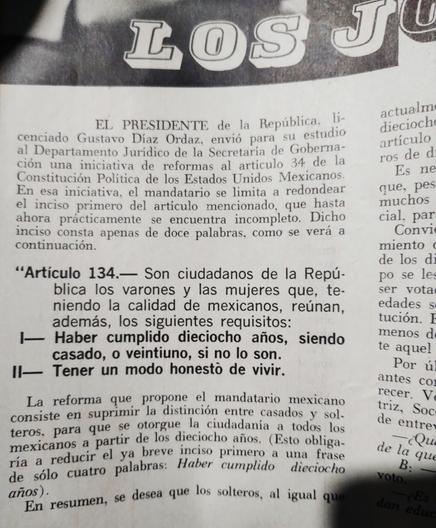 LOS JU
EL PRESIDENTE de la República, li-
cenciado Gustavo Díaz Ordaz, envió para su estudio
al Departamento Jurídico de la Secretaría de Goberna-
ción una iniciativa de reformas al artículo 34 de la
Constitución Política de los Estados Unidos Mexicanos.
En esa iniciativa, el mandatario se limita a redondear
el inciso primero del artículo mencionado, que hasta
ahora prácticamente se encuentra incompleto. Dicho
inciso consta apenas de doce palabras, como se verá a
continuación.
"Artículo 134.— Son ciudadanos de la Repú-
blica los varones y las mujeres que, te-
niendo la calidad de mexicanos, reúnan,
además, los siguientes requisitos:
I— Haber cumplido dieciocho años, siendo
casado, o veintiuno, si no lo son.
II— Tener un modo honesto de vivir.
La reforma que propone el mandatario mexicano
consiste en suprimir la distinción entre casados y sol-
teros, para que se otorgue la ciudadanía a todos los
mexicanos a partir de los dieciocho años. (Esto obliga-
ría a reducir el ya breve inciso primero a una frase
de sólo cuatro palabras: Haber cumplido dieciocho
años).
En resumen, se desea que los solteros, al igual que
actualme
dieciocho
artículo
ros de di
Es ne
que, pes
muchos
cial, par
Convie
miento d
de los di
po se les
ser vota
edades s
tución. E
menos d
te aquel
Por úl
antes con
recer. Ve
triz, Soc
de entrev
—¿Qué
de la que
B: —
voto.
—¿Es
dan educ